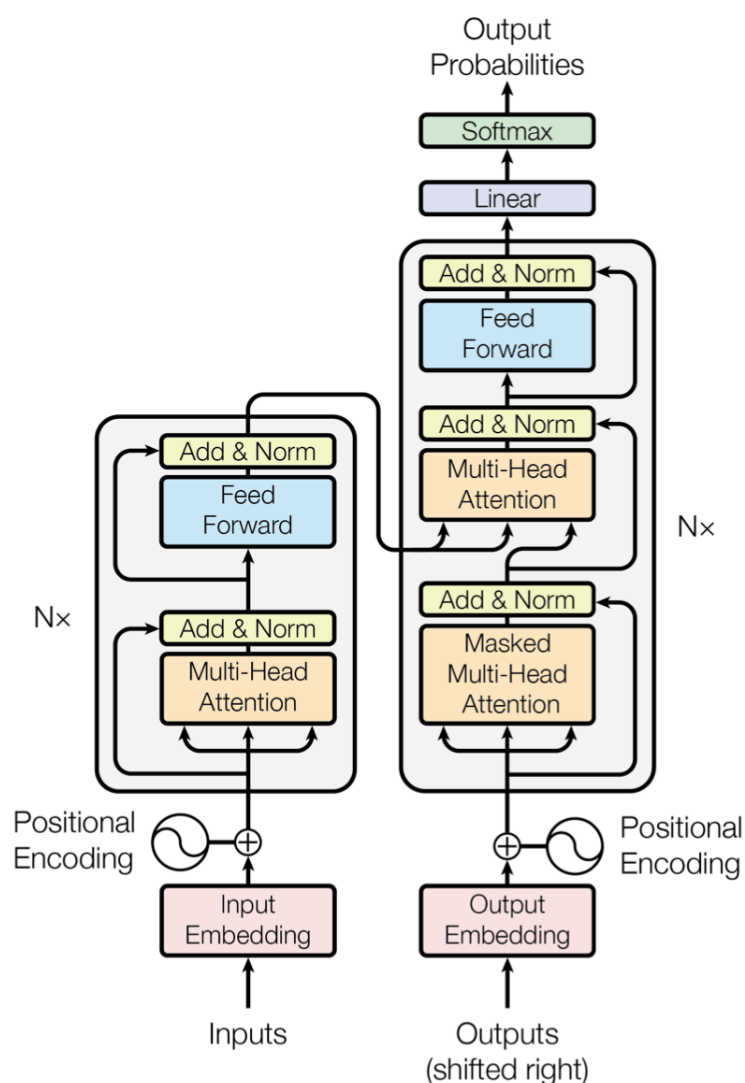 Output
Probabilities
Softmax
Linear
Add & Norm
Feed
Forward
Add & Norm
Multi-Head
Attention
Add & Norm
Masked
Multi-Head
Attention
Nx
Add & Norm
Feed
Forward
Add & Norm
Multi-Head
Attention
Nx
Positional
Encoding
Positional
Encoding
Input
Embedding
Output
Embedding
Inputs
Outputs
(shifted right)